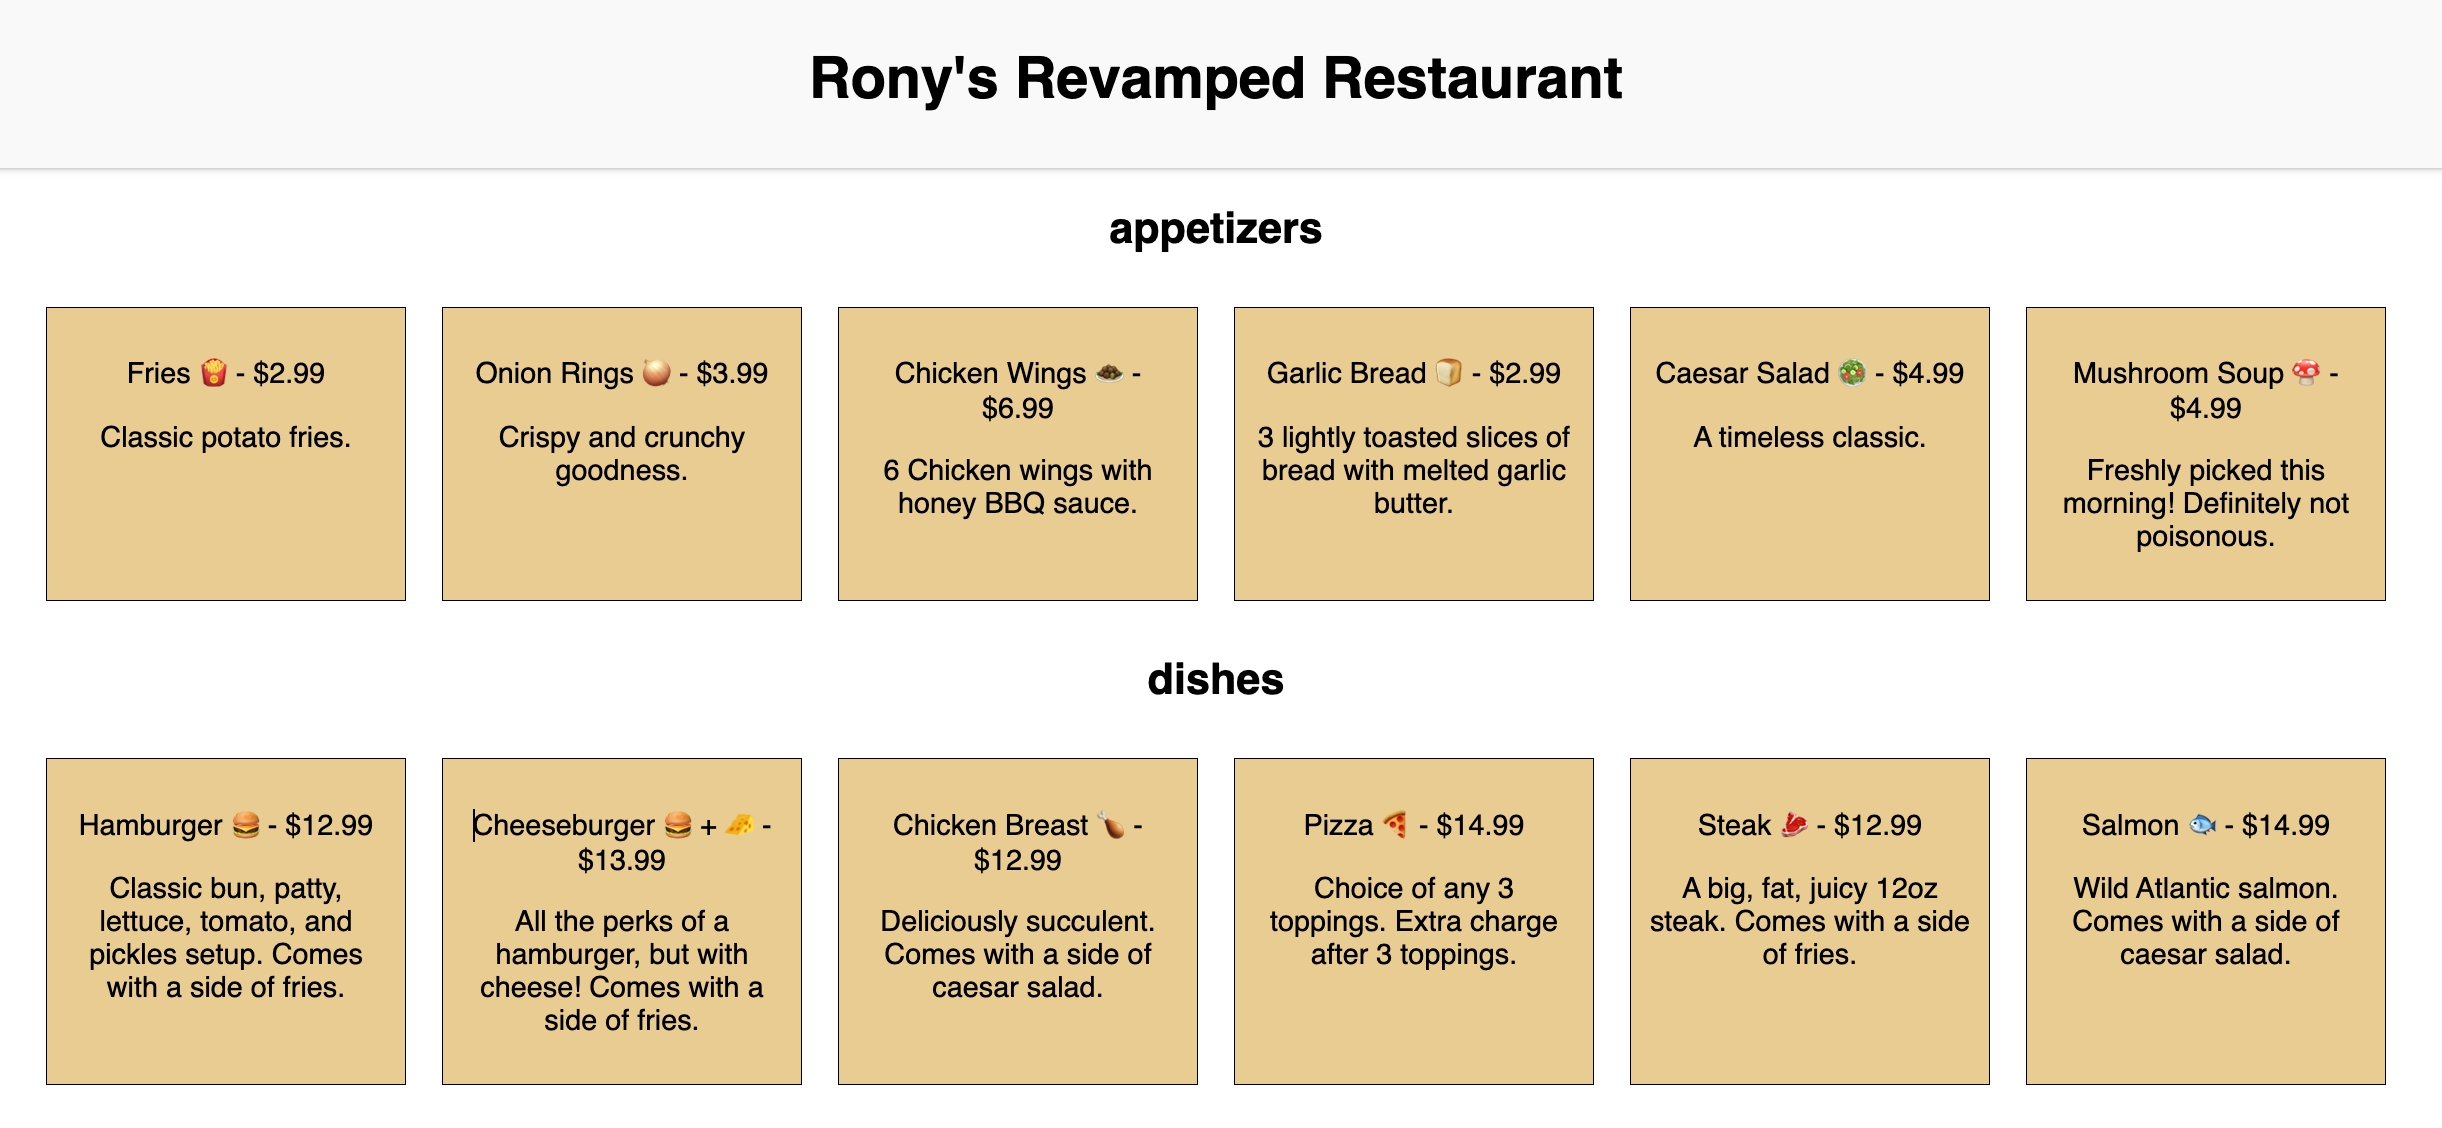 Rony's Revamped Restaurant
appetizers
Fries 🍟 - $2.99
Classic potato fries.
Onion Rings 🧅 - $3.99
Crispy and crunchy
goodness.
Chicken Wings 🧆 -
$6.99
6 Chicken wings with
honey BBQ sauce.
Garlic Bread 🍞 - $2.99
3 lightly toasted slices of
bread with melted garlic
butter.
Caesar Salad 🥗 - $4.99
A timeless classic.
Mushroom Soup 🍄 -
$4.99
Freshly picked this
morning! Definitely not
poisonous.
dishes
Hamburger 🍔 - $12.99
Classic bun, patty,
lettuce, tomato, and
pickles setup. Comes
with a side of fries.
Cheeseburger 🍔 + 🧀 -
$13.99
All the perks of a
hamburger, but with
cheese! Comes with a
side of fries.
Chicken Breast 🍗 -
$12.99
Deliciously succulent.
Comes with a side of
caesar salad.
Pizza 🍕 - $14.99
Choice of any 3
toppings. Extra charge
after 3 toppings.
Steak 🥩 - $12.99
A big, fat, juicy 12oz
steak. Comes with a side
of fries.
Salmon 🐟 - $14.99
Wild Atlantic salmon.
Comes with a side of
caesar salad.